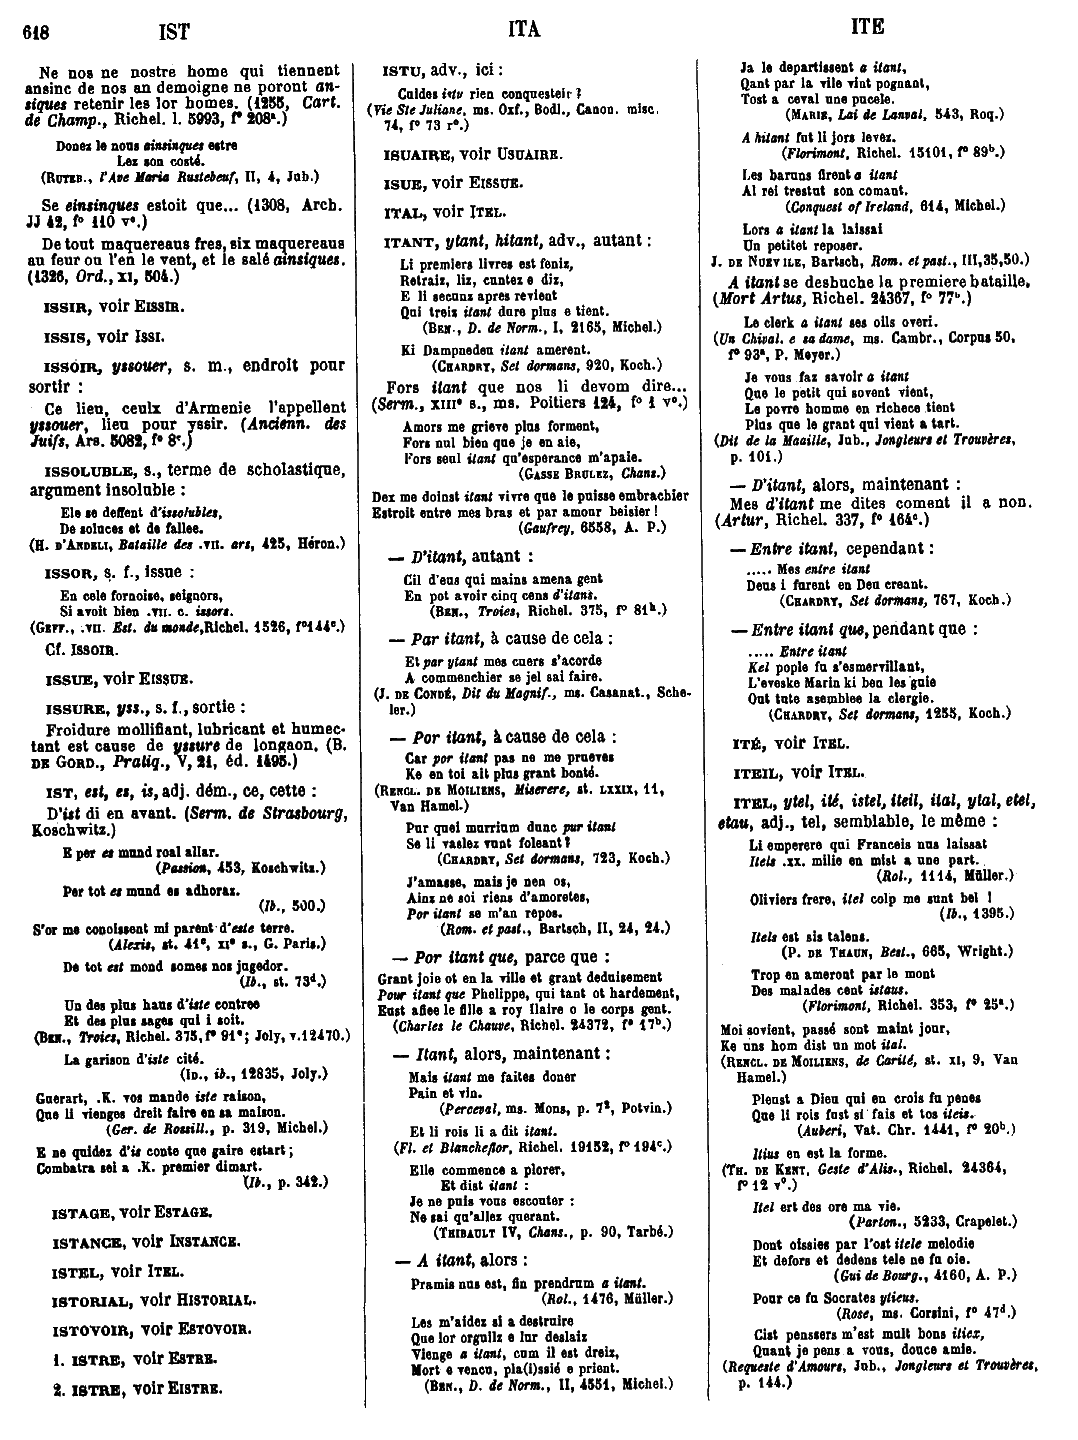 618 IST ITA ITE
Ne nos ne nostre home qui tiennent
ansinc de nos an demoigne ne poront an-
siques retenir les lor homes. (1255, Cart.
de Champ., Richel. l. 5993, fº 208ª.)
Donez le nous ainsinques estre
Lez son costé.
(RUTEB., l'Ave Maria Rustebeuf, II, 4, Jub.)
Se einsinques estoit que... (1308, Arch.
JJ 42, fº 110 vº.)
De tout maquereaus fres, six maquereaus
au feur ou l'en le vent, et le salé ainsiques.
(1326, Ord., XI, 504.)
ISSIR, voir EISSIR.
ISSIS, voir ISSI.
ISSOIR, yssouer, s. m., endroit pour
sortir :
Ce lieu, ceulx d'Armenie l'appellent
yssouer, lieu pour yssir. (Ancienn. des
Juifs, Ars. 5082, fº 8ᶜ.)
ISSOLUBLE, s., terme de scholastique,
argument insoluble :
Ele se deffent d'issolubles,
De soluces et de fallee.
(H. D'ANDELI, Bataille des .VII. ars, 425, Héron.)
ISSOR, s. f., issue :
En cele fornoise, seignors,
Si avoit bien .VII. c. issors.
(GEFF., .VII. Est. du monde, Richel. 1526, fº144ᶜ.)
Cf. ISSOIR.
ISSUE, voir EISSUE.
ISSURE, yss., s. f., sortie :
Froidure mollifiant, lubricant et humec-
tant est cause de yssure de longaon. (B.
DE GORD., Pratiq., V, 21, éd. 1495.)
IST, est, es, is, adj. dém., ce, cette :
D'ist di en avant. (Serm. de Strasbourg,
Koschwitz.)
E per es mund roal allar.
(Passion, 453, Koschwitz.)
Per tot es mund es adhoraz.
(Ib., 500.)
S'or me conoissent mi parent d'este terre.
(Alexis, st. 41ᵉ, XIᵉ s., G. Paris.)
De tot est mond somes nos jugedor.
(Ib., st. 73ᵈ.)
Un des plus haus d'iste contree
Et des plus sages qui i soit.
(BEN., Troies, Richel. 375, fº 91ᵉ; Joly, v.12470.)
La garison d'iste cité.
(ID., ib., 12835, Joly.)
Guerart, .K. vos mande iste raison,
Que li vienges dreit faire en sa maison.
(Ger. de Rossill., p. 319, Michel.)
E ne quidez d'is conte que gaire estart ;
Combatra sei a .K. premier dimart.
(Ib., p. 342.)
ISTAGE, voir ESTAGE.
ISTANCE, voir INSTANCE.
ISTEL, voir ITEL.
ISTORIAL, voir HISTORIAL.
ISTOVOIR, voir ESTOVOIR.
1. ISTRE, voir ESTRE.
2. ISTRE, voir EISTRE.
ISTU, adv., ici :
Cuides istu rien conquesteir ?
(Vie Ste Juliane, ms. Oxf., Bodl., Canon. misc.
74, fº 73 rº.)
ISUAIRE, voir USUAIRE.
ISUE, voir EISSUE.
ITAL, voir ITEL.
ITANT, ytant, hitant, adv., autant :
Li premiers livres est feniz,
Retraiz, liz, cuntez e diz,
E li secunz apres revient
Qui treis itant dure plus e tient.
(BEN., D. de Norm., I, 2165, Michel.)
Ki Dampnedeu itant amerent.
(CHARDRY, Set dormans, 920, Koch.)
Fors itant que nos li devom dire...
(Serm., XIIIᵉ s., ms. Poitiers 124, fº 1 vº.)
Amors me grieve plus forment,
Fors nul bien que je en aie,
Fors seul itant qu'esperance m'apaie.
(GASSE BRULEZ, Chans.)
Dex me doinst itant vivre que le puisse embrachier
Estroit entre mes bras et par amour beisier !
(Gaufrey, 6558, A. P.)
— D'itant, autant :
Cil d'eus qui mains amena gent
En pot avoir cinq cens d'itans.
(BEN., Troies, Richel. 375, fº 81ʰ.)
— Par itant, à cause de cela :
Et par ytant mes cuers s'acorde
A commenchier se jel sai faire.
(J. DE CONDÉ, Dit du Magnif., ms. Casanat., Sche-
ler.)
— Por itant, à cause de cela :
Car por itant pas ne me prueves
Ke en toi ait plus grant bonté.
(RENCL. DE MOILIENS, Miserere, st. LXXIX, 11,
Van Hamel.)
Pur quei murrium dunc pur itant
Se li vaslez vunt foleant?
(CHARDRY, Set dormans, 723, Koch.)
J'amasse, mais je nen os,
Ainz ne soi riens d'amoretes,
Por itant se m'an repos.
(Rom. et past., Bartsch, II, 24, 24.)
— Por itant que, parce que :
Grant joie ot en la ville et grant deduisement
Pour itant que Phelippe, qui tant ot hardement,
Eust afiee le fille a roy flaire o le corps gent.
(Charles le Chauve, Richel. 24372, fº 17ᵇ.)
— Itant, alors, maintenant :
Mais itant me faites doner
Pain et vin.
(Perceval, ms. Mons, p. 7ª, Potvin.)
Et li rois li a dit itant.
(Fl. et Blancheflor, Richel. 19152, fº 194ᶜ.)
Elle commence a plorer,
Et dist itant :
Je ne puis vous escouter :
Ne sai qu'allez querant.
(THIBAULT IV, Chans., p. 90, Tarbé.)
— A itant, alors :
Pramis nus est, fin prendrum a itant.
(Rol., 1476, Müller.)
Les m'aidez si a destruire
Que lor orguilz e lur deslaiz
Vienge a itant, cum il est dreiz,
Mort e vencu, pla(i)ssié e prient.
(BEN., D. de Norm., II, 4551, Michel.)
Ja le departissent a itant,
Qant par la vile vint pognant,
Tost a ceval une pucele.
(MARIE, Lai de Lanval, 543, Roq.)
A hitant fut li jors levez.
(Florimont, Richel. 15101, fº 89ᵇ.)
Les baruns firent a itant
Al rei trestut son comant.
(Conquest of Ireland, 614, Michel.)
Lors a itant la laissai
Un petitet reposer.
J. DE NUEVILE, Bartsch, Rom. et past., III,35,50.)
A itant se desbuche la premiere bataille.
(Mort Artus, Richel. 24367, fº 77ᵇ.)
Le clerk a itant ses oils overi.
(Un Chival. e sa dame, ms. Cambr., Corpus 50,
fº 93ª, P. Meyer.)
Je vous faz savoir a itant
Que le petit qui sovent vient,
Le povre homme en richece tient
Plus que le grant qui vient a tart.
(Dit de la Maaille, Jub., Jongleurs et Trouvères,
p. 101.)
— D'itant, alors, maintenant :
Mes d'itant me dites coment il a non.
(Artur, Richel. 337, fº 164ᶜ.)
— Entre itant, cependant :
..... Mes entre itant
Deus i furent en Deu creant.
(CHARDRY, Set dormans, 767, Koch.)
— Entre itant que, pendant que :
..... Entre itant
Kel pople fu s'esmervillant,
L'eveske Marin ki ben les guie
Out tute asemblee la clergie.
(CHARDRY, Set dormans, 1255, Koch.)
ITÉ, voir ITEL.
ITEIL, voir ITEL.
ITEL, ytel, ité, istel, iteil, ital, ytal, etel,
etau, adj., tel, semblable, le même :
Li emperere qui Franceis nus laissat
Itels .xx. milie en mist a une part.
(Rol., 1114, Müller.)
Oliviers frere, itel colp me sunt bel !
(Ib., 1395.)
Itels est sis talens.
(P. DE THAUN, Best., 665, Wright.)
Trop en ameront par le mont
Des malades cent istaus.
(Florimont, Richel. 353, fº 25ª.)
Moi sovient, passé sont maint jour,
Ke uns hom dist un mot ital.
(RENCL. DE MOILIENS, de Carité, st. XI, 9, Van
Hamel.)
Pleust a Dieu qui en crois fu penes
Que li rois fust si fais et tos iteis.
(Auberi, Vat. Chr. 1441, fº 20ᵇ.)
Itius en est la forme.
(TH. DE KENT, Geste d'Alis., Richel. 24364,
fº 12 vº.)
Itel ert des ore ma vie.
(Parton., 5233, Crapelet.)
Dont oissies par l'ost itele melodie
Et defors et dedens tele ne fu oie.
(Gui de Bourg., 4160, A. P.)
Pour ce fu Socrates ytieus.
(Rose, ms. Corsini, fº 47ᵈ.)
Cist penssers m'est mult bons itiex,
Quant je pens a vous, douce amie.
(Requeste d'Amours, Jub., Jongleurs et Trouvères,
p. 144.)